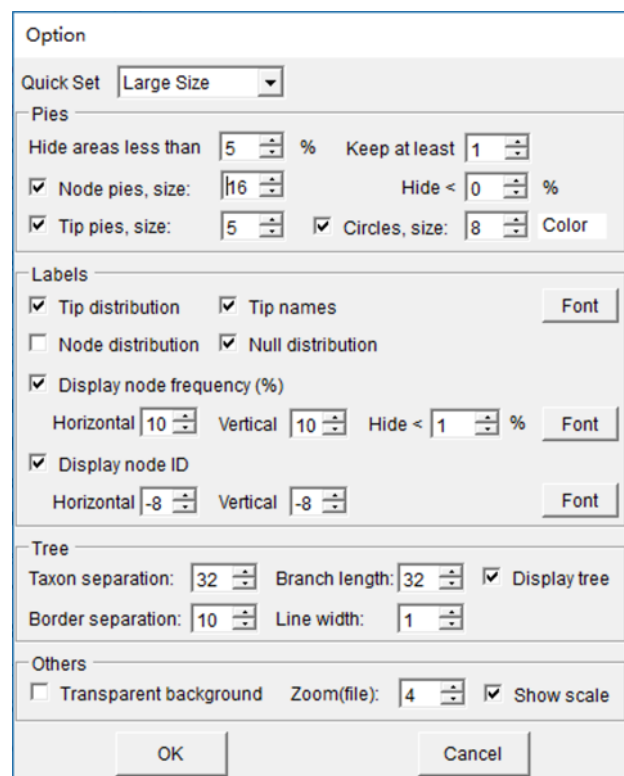 Option
Quick Set Large Size
Pies
Hide areas less than 5 % Keep at least 1
Node pies, size: 16 Hide < 0 %
Tip pies, size: 5 Circles, size: 8 Color
Labels
Tip distribution Tip names Font
Node distribution Null distribution
Display node frequency (%)
Horizontal 10 Vertical 10 Hide < 1 % Font
Display node ID
Horizontal -8 Vertical -8 Font
Tree
Taxon separation: 32 Branch length: 32 Display tree
Border separation: 10 Line width: 1
Others
Transparent background Zoom(file): 4 Show scale
OK Cancel